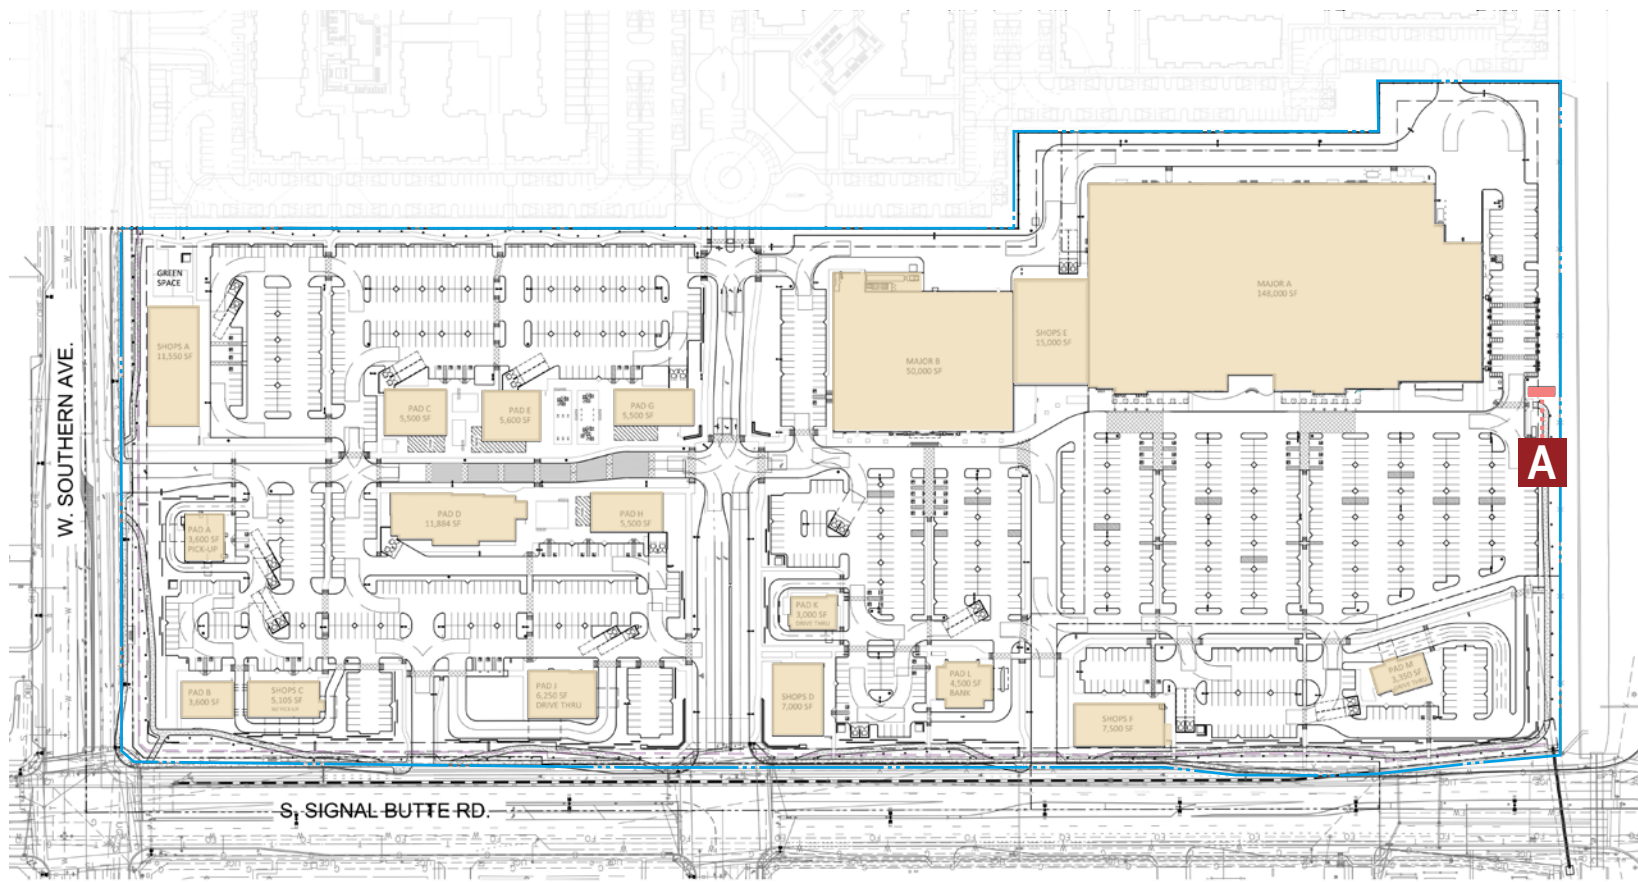 GREEN
SPACE
SHOPS A
11,550 SF
MAJOR A
148,000 SF
SHOPS E
15,000 SF
MAJOR B
50,000 SF
PAD C
5,500 SF
PAD E
5,600 SF
PAD G
5,500 SF
A
W. SOUTHERN AVE.
PAD A
3,600 SF
PICK-UP
PAD D
11,884 SF
PAD H
5,500 SF
PAD K
3,000 SF
DRIVE THRU
PAD B
3,600 SF
SHOPS C
5,105 SF
W/ PICK-UP
PAD J
6,250 SF
DRIVE THRU
SHOPS D
7,000 SF
PAD L
4,500 SF
BANK
PAD M
3,350 SF
DRIVE THRU
SHOPS F
7,500 SF
S. SIGNAL BUTTE RD.